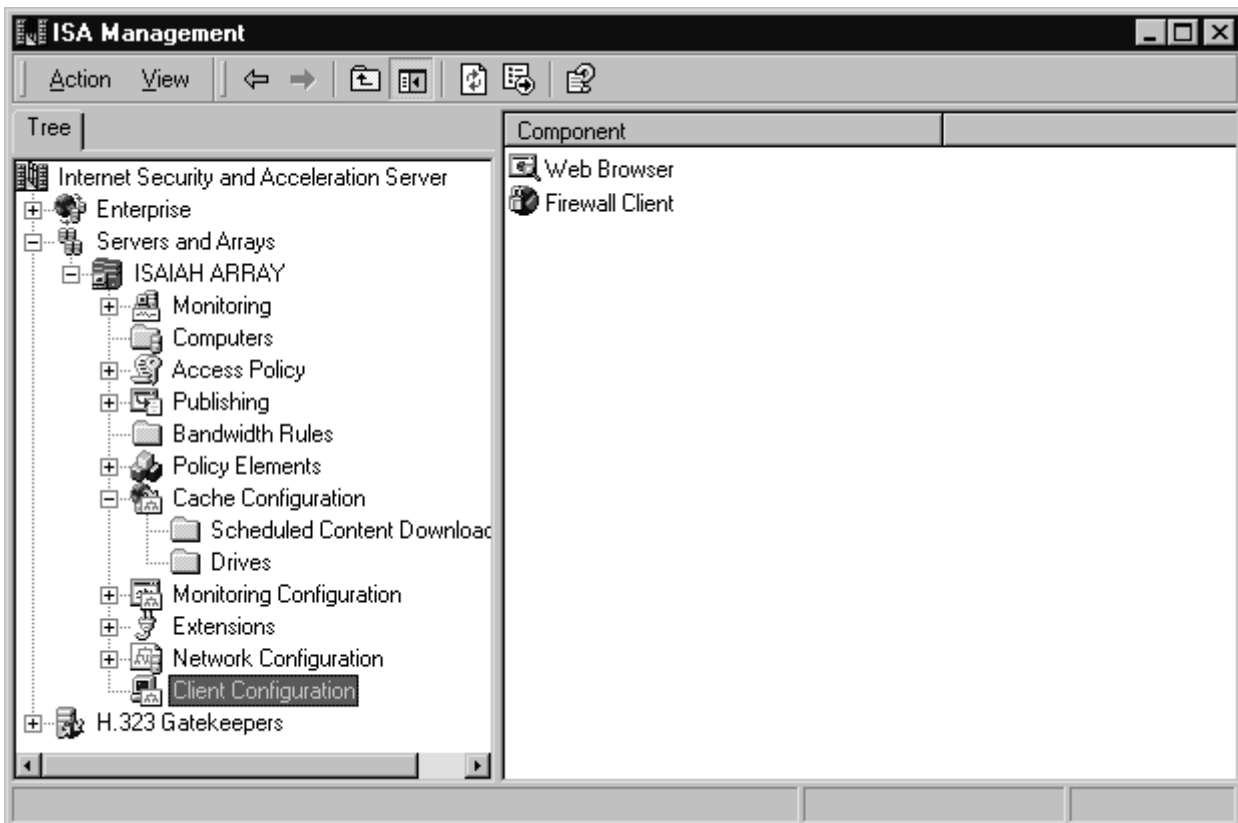 ISA Management
Action View
Tree
Component
Internet Security and Acceleration Server
Enterprise
Servers and Arrays
ISAIAH ARRAY
Monitoring
Computers
Access Policy
Publishing
Bandwidth Rules
Policy Elements
Cache Configuration
Scheduled Content Downloac
Drives
Monitoring Configuration
Extensions
Network Configuration
Client Configuration
H.323 Gatekeepers
Web Browser
Firewall Client